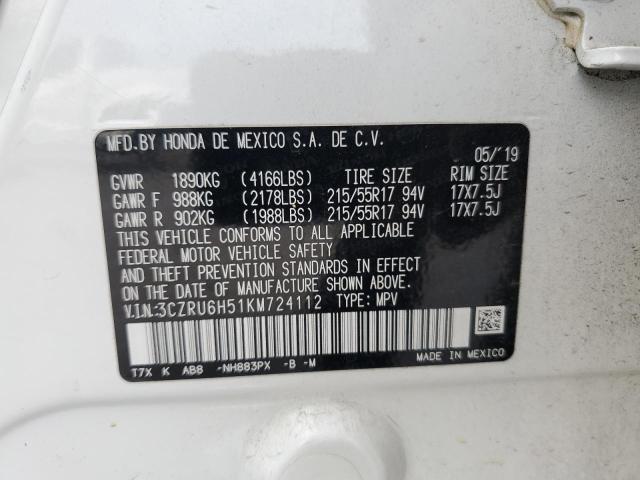 MFD.BY HONDA DE MEXICO S.A. DE C.V.
05/'19
GVWR 1890KG (4166LBS) TIRE SIZE RIM SIZE
GAWR F 988KG (2178LBS) 215/55R17 94V 17X7.5J
GAWR R 902KG (1988LBS) 215/55R17 94V 17X7.5J
THIS VEHICLE CONFORMS TO ALL APPLICABLE
FEDERAL MOTOR VEHICLE SAFETY
AND THEFT PREVENTION STANDARDS IN EFFECT
ON THE DATE OF MANUFACTURE SHOWN ABOVE.
V.I.N.:3CZRU6H51KM724112 TYPE: MPV
T7X K AB8 -NH883PX -B -M MADE IN MEXICO